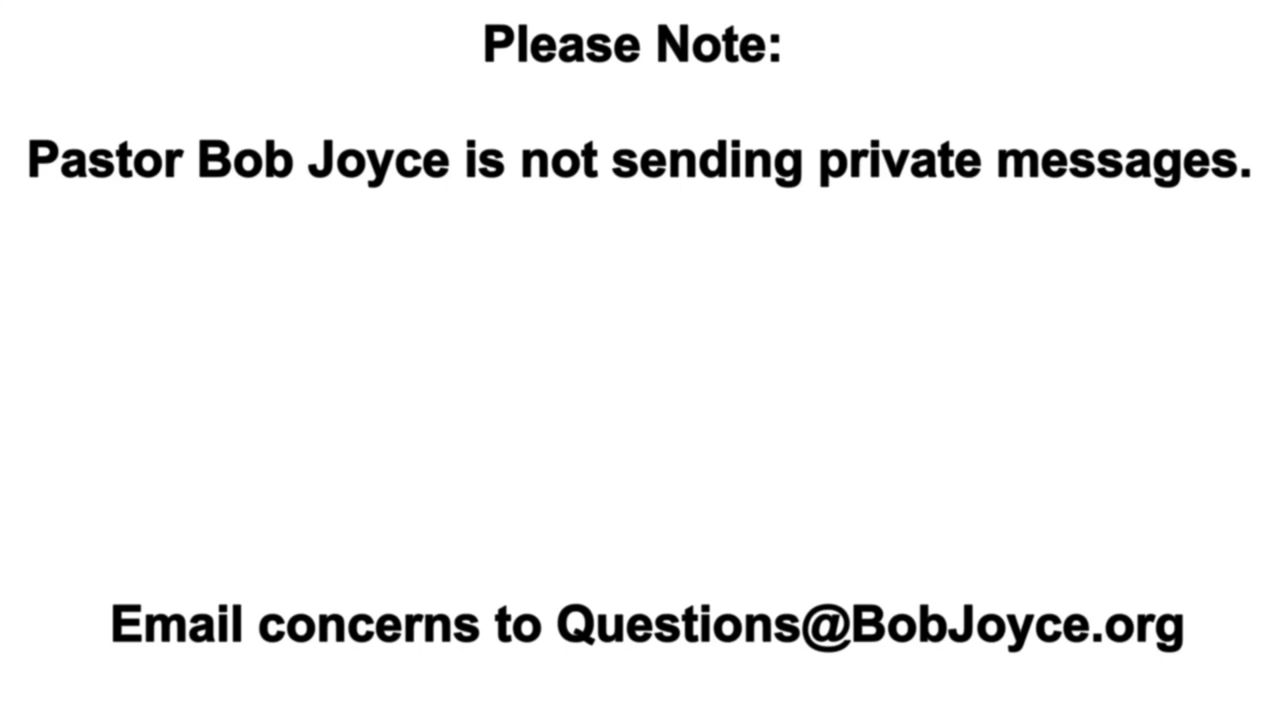 Please Note:
Pastor Bob Joyce is not sending private messages.
Email concerns to Questions@BobJoyce.org